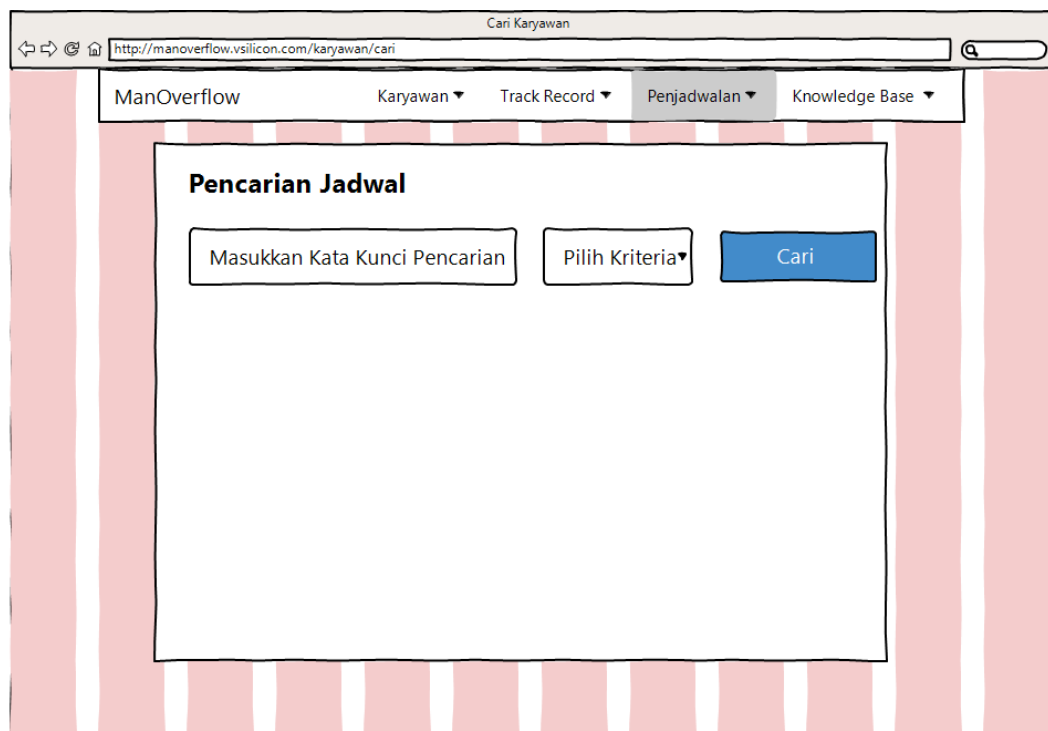 Cari Karyawan
http://manoverflow.vsilicon.com/karyawan/cari
ManOverflow Karyawan Track Record Penjadwalan Knowledge Base
Pencarian Jadwal
Masukkan Kata Kunci Pencarian Pilih Kriteria Cari